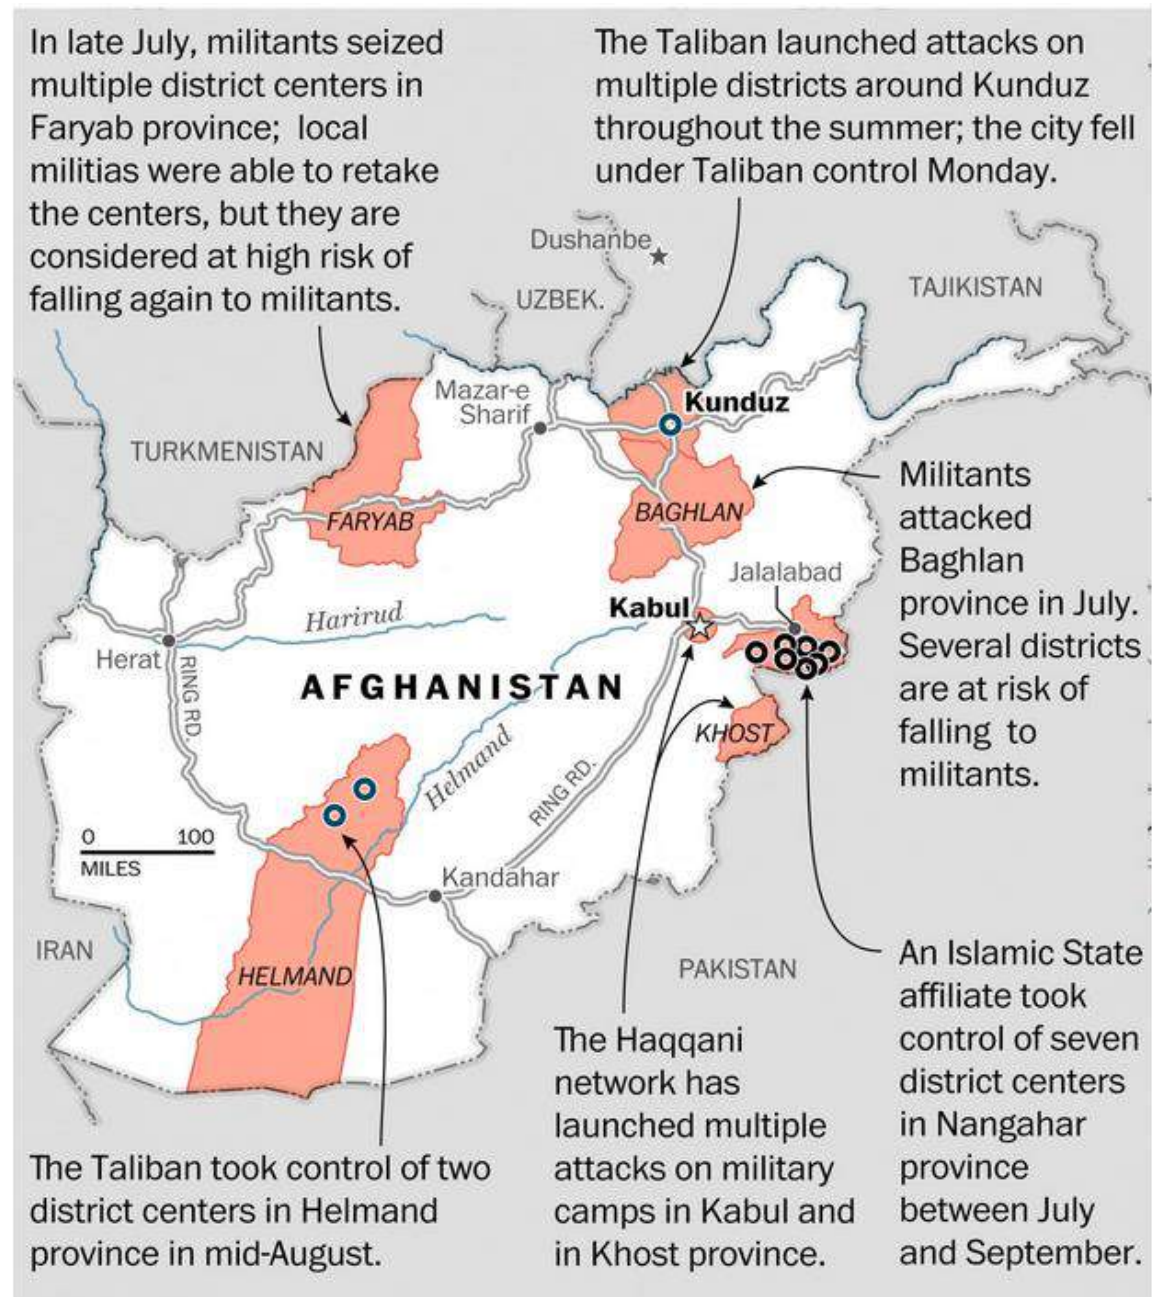 In late July, militants seized
multiple district centers in
Faryab province; local
militias were able to retake
the centers, but they are
considered at high risk of
falling again to militants.
The Taliban launched attacks on
multiple districts around Kunduz
throughout the summer; the city fell
under Taliban control Monday.
Dushanbe
UZBEK.
TAJIKISTAN
Mazar-e
Sharif
Kunduz
TURKMENISTAN
FARYAB
BAGHLAN
Militants
attacked
Baghlan
province in July.
Several districts
are at risk of
falling to
militants.
Jalalabad
Harirud
Kabul
Herat
RING RD.
AFGHANISTAN
KHOST
Helmand
RING RD.
0 100
MILES
Kandahar
IRAN
HELMAND
PAKISTAN
An Islamic State
affiliate took
control of seven
district centers
in Nangahar
province
between July
and September.
The Haqqani
network has
launched multiple
attacks on military
camps in Kabul and
in Khost province.
The Taliban took control of two
district centers in Helmand
province in mid-August.